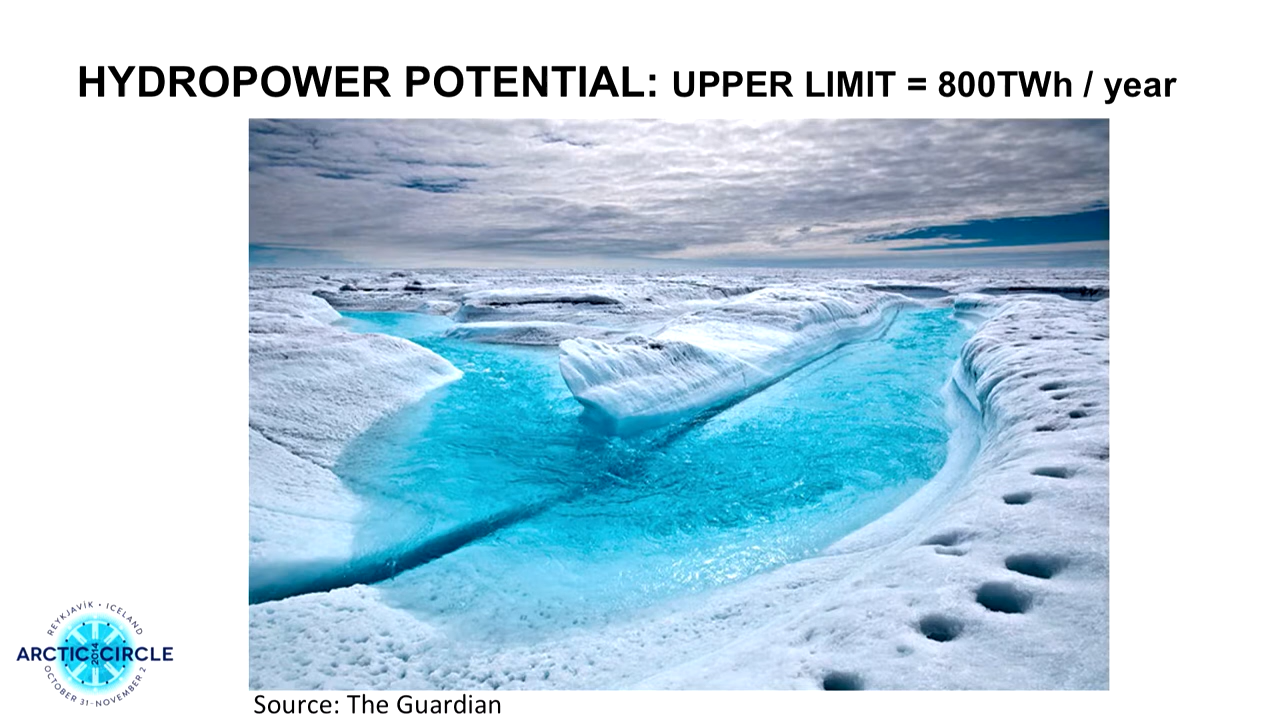 HYDROPOWER POTENTIAL: UPPER LIMIT = 800TWh / year
REYKJAVÍK • ICELAND
ARCTIC CIRCLE
2014
OCTOBER 31–NOVEMBER 2
Source: The Guardian